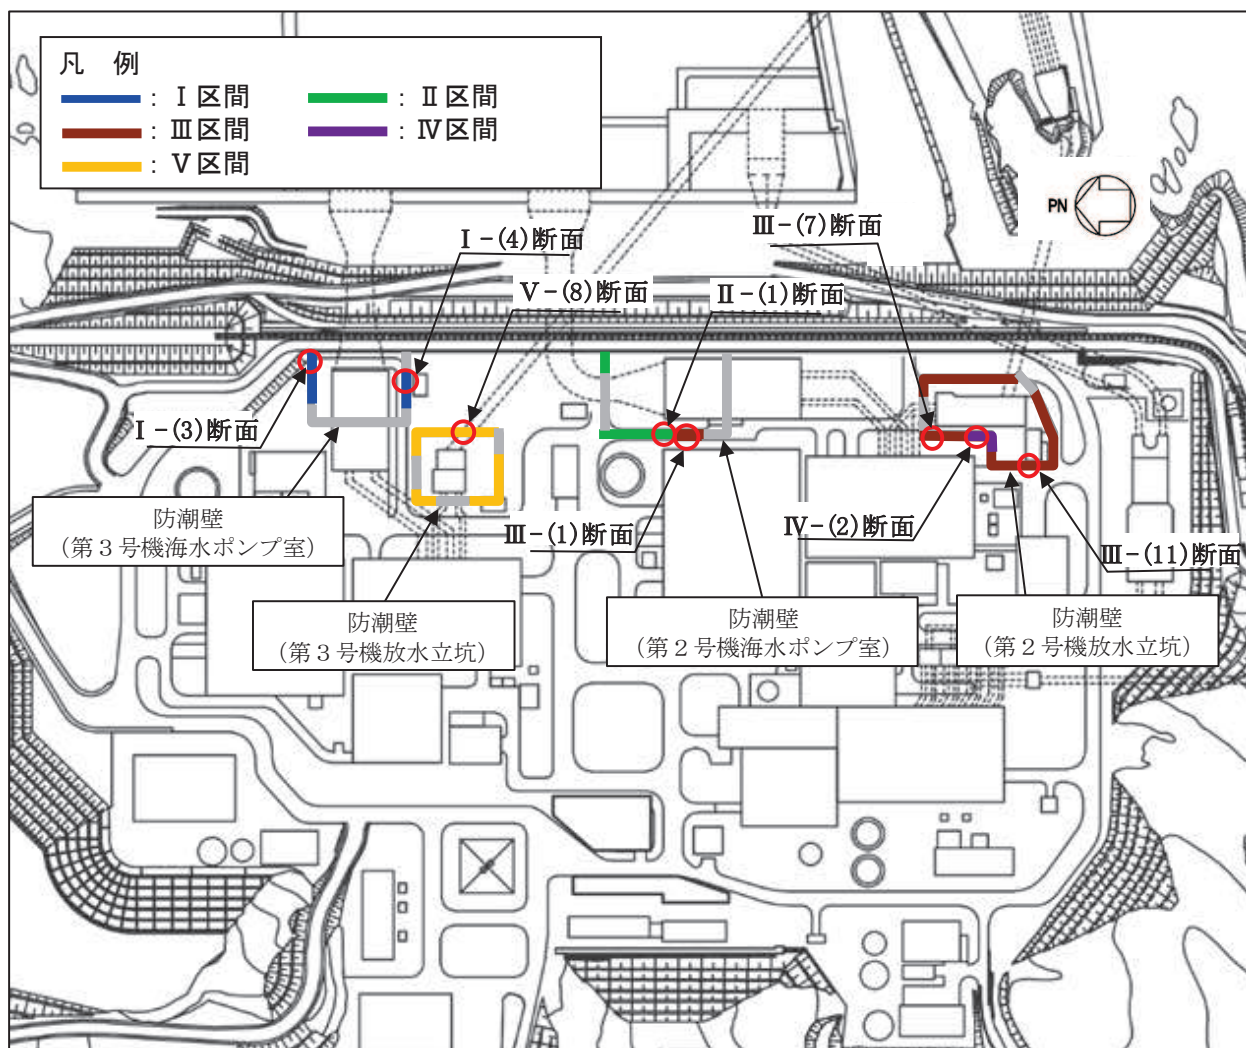 凡　例
: Ⅰ区間
: Ⅱ区間
: Ⅲ区間
: Ⅳ区間
: Ⅴ区間
PN
Ⅲ－(7)断面
Ⅰ－(4)断面
Ⅴ－(8)断面
Ⅱ－(1)断面
Ⅰ－(3)断面
Ⅲ－(1)断面
Ⅳ－(2)断面
Ⅲ－(11)断面
防潮壁
（第３号機海水ポンプ室）
防潮壁
（第３号機放水立坑）
防潮壁
（第２号機海水ポンプ室）
防潮壁
（第２号機放水立坑）